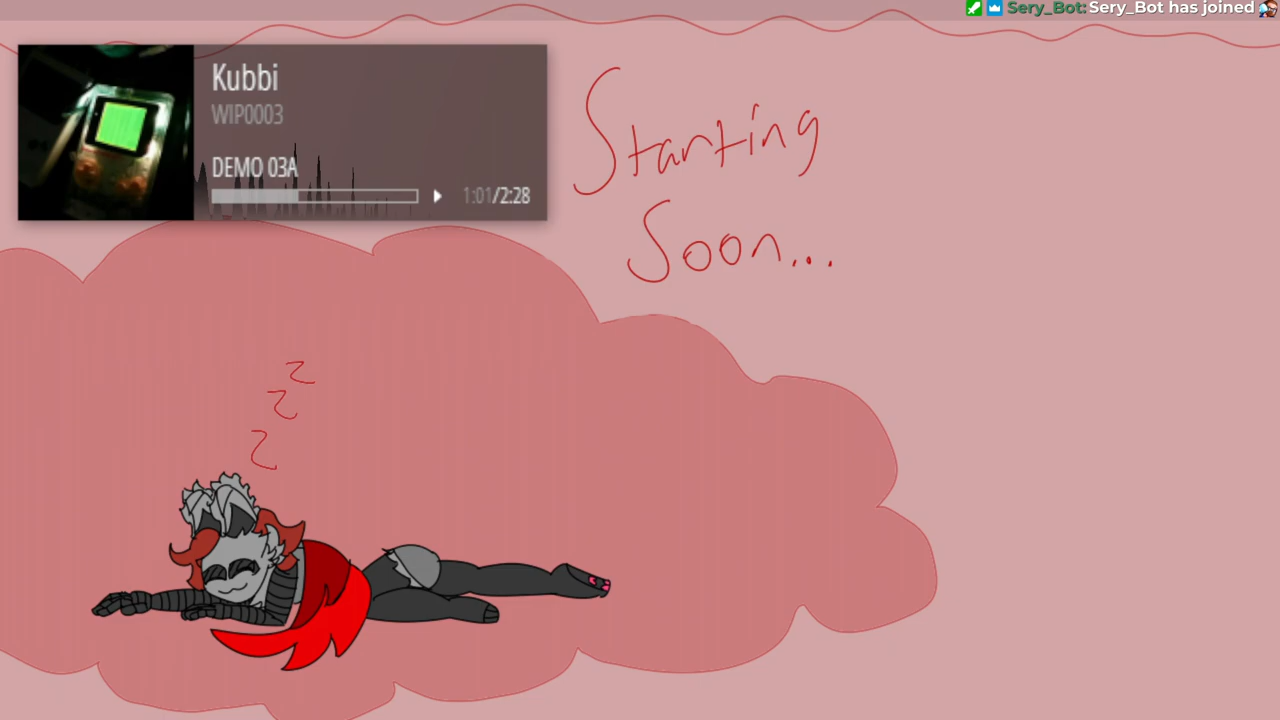 Sery_Bot: Sery_Bot has joined
Kubbi
WIP0003
DEMO 03A
1:01/2:28
Starting
Soon...
z
z
z